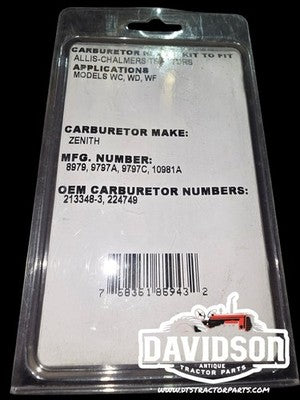 CARBURETOR KIT TO FIT
ALLIS-CHALMERS TRACTORS
APPLICATIONS
MODELS WC, WD, WF
CARBURETOR MAKE:
ZENITH
MFG. NUMBER:
8979, 9797A, 9797C, 10981A
OEM CARBURETOR NUMBERS:
213348-3, 224749
7 68361 85943 2
DAVIDSON
ANTIQUE
TRACTOR PARTS
WWW.DTSTRACTORPARTS.COM